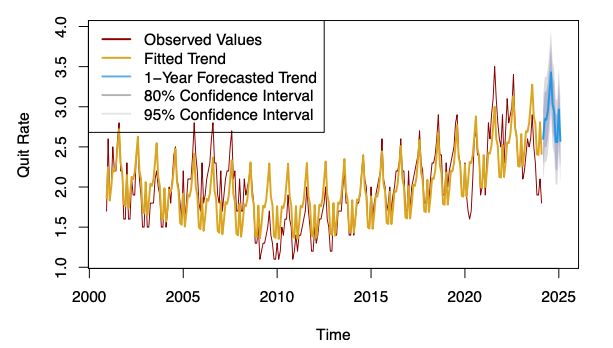 Observed Values
Fitted Trend
1−Year Forecasted Trend
80% Confidence Interval
95% Confidence Interval
Quit Rate
4.0
3.5
3.0
2.5
2.0
1.5
1.0
2000 2005 2010 2015 2020 2025
Time